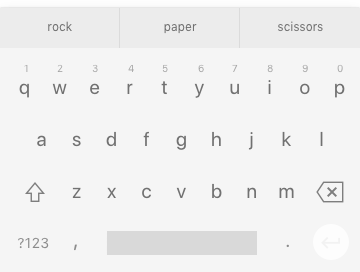 rock paper scissors
1 2 3 4 5 6 7 8 9 0
q w e r t y u i o p
a s d f g h j k l
z x c v b n m
?123 , .